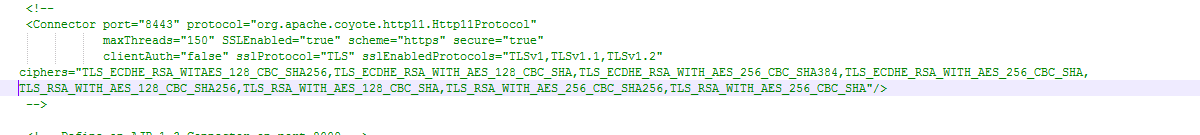 <!--
<Connector port="8443" protocol="org.apache.coyote.http11.Http11Protocol"
maxThreads="150" SSLEnabled="true" scheme="https" secure="true"
clientAuth="false" sslProtocol="TLS" sslEnabledProtocols="TLSv1,TLSv1.1,TLSv1.2"
ciphers="TLS_ECDHE_RSA_WITAES_128_CBC_SHA256,TLS_ECDHE_RSA_WITH_AES_128_CBC_SHA,TLS_ECDHE_RSA_WITH_AES_256_CBC_SHA384,TLS_ECDHE_RSA_WITH_AES_256_CBC_SHA,
TLS_RSA_WITH_AES_128_CBC_SHA256,TLS_RSA_WITH_AES_128_CBC_SHA,TLS_RSA_WITH_AES_256_CBC_SHA256,TLS_RSA_WITH_AES_256_CBC_SHA"/>
-->